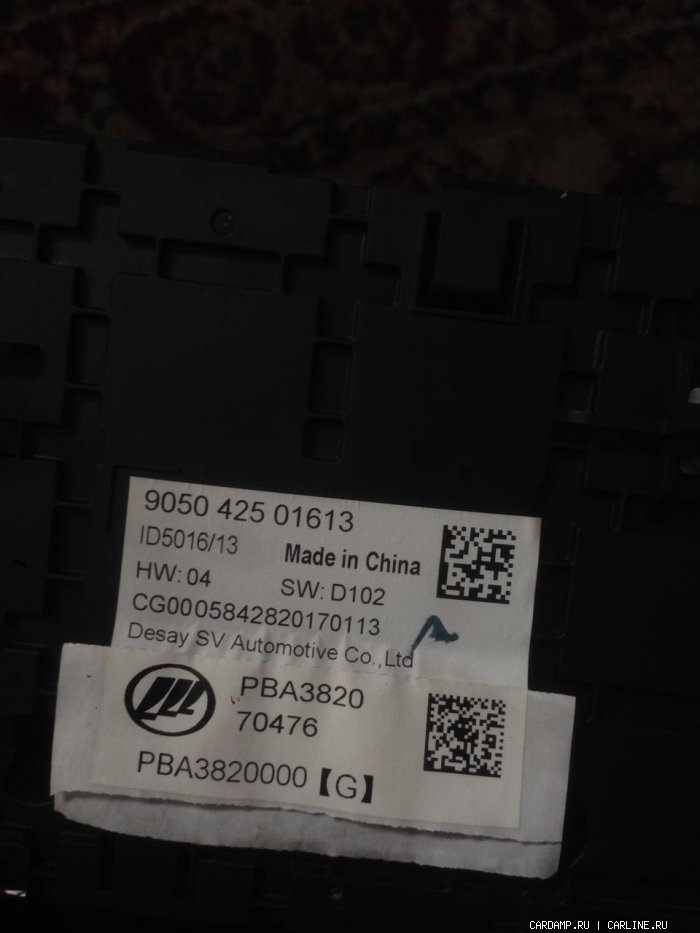 9050 425 01613
ID5016/13 Made in China
HW: 04 SW: D102
CG0005842820170113
Desay SV Automotive Co.,Ltd
PBA3820
70476
PBA3820000【G】
CARDAMP.RU | CARLINE.RU